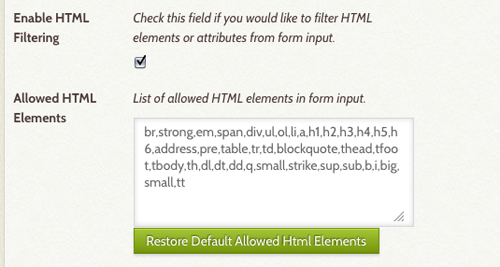 Enable HTML Filtering
Check this field if you would like to filter HTML
elements or attributes from form input.
Allowed HTML Elements
List of allowed HTML elements in form input.
br,strong,em,span,div,ul,ol,li,a,h1,h2,h3,h4,h5,h
6,address,pre,table,tr,td,blockquote,thead,tfoo
t,tbody,th,dl,dt,dd,q,small,strike,sup,sub,b,i,big,
small,tt
Restore Default Allowed Html Elements